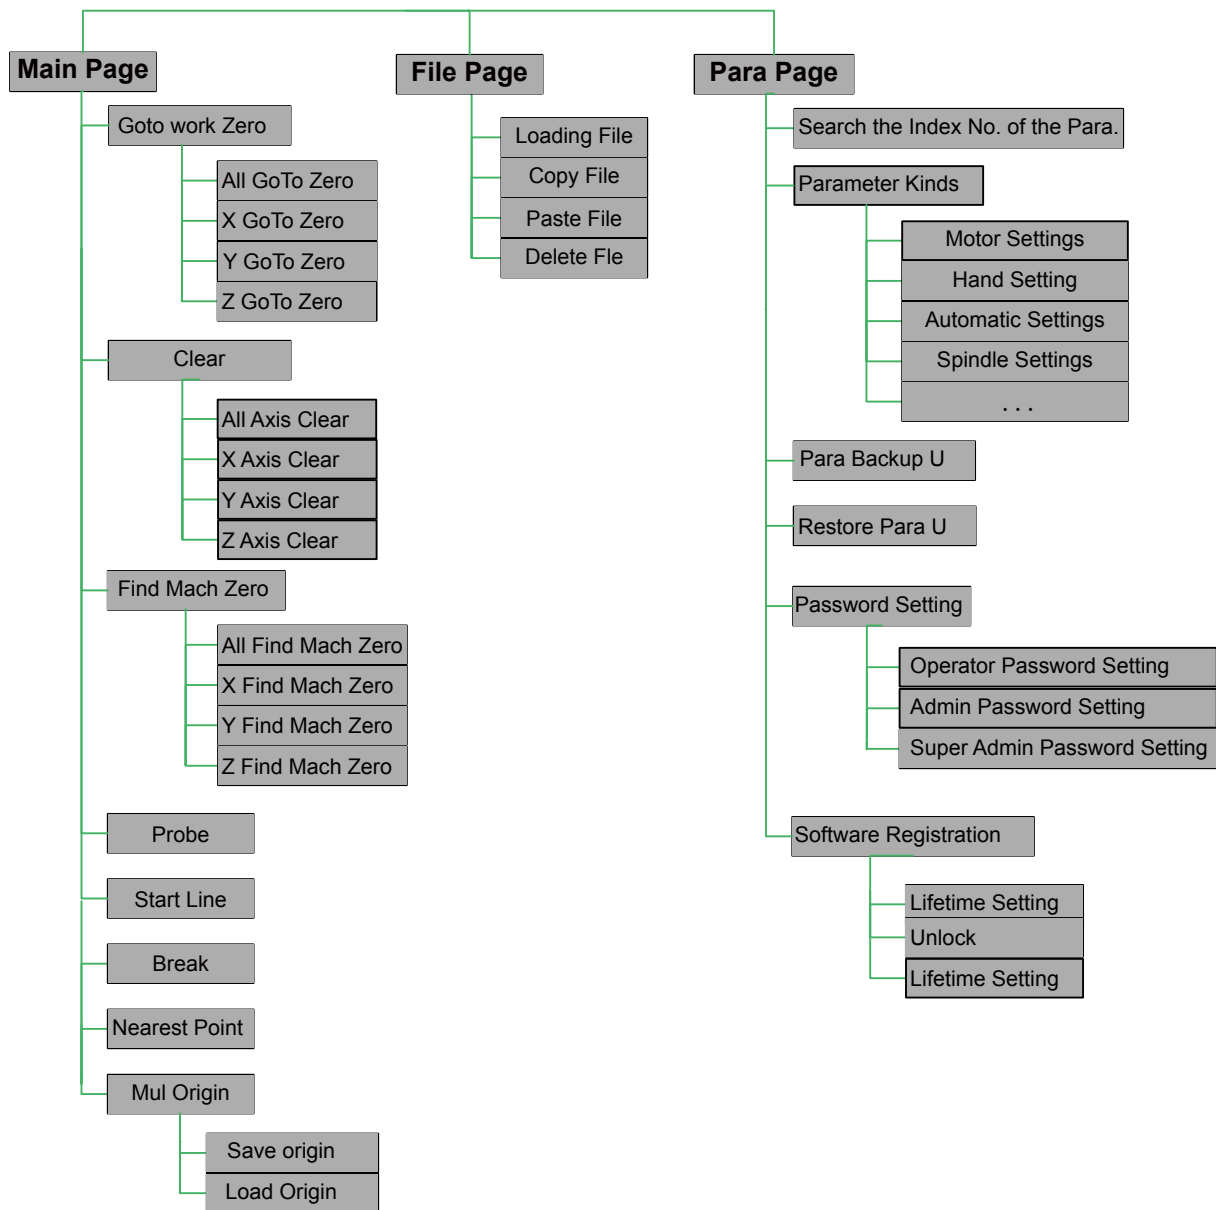 Main Page
Goto work Zero
All GoTo Zero
X GoTo Zero
Y GoTo Zero
Z GoTo Zero
Clear
All Axis Clear
X Axis Clear
Y Axis Clear
Z Axis Clear
Find Mach Zero
All Find Mach Zero
X Find Mach Zero
Y Find Mach Zero
Z Find Mach Zero
Probe
Start Line
Break
Nearest Point
Mul Origin
Save origin
Load Origin
File Page
Loading File
Copy File
Paste File
Delete Fle
Para Page
Search the Index No. of the Para.
Parameter Kinds
Motor Settings
Hand Setting
Automatic Settings
Spindle Settings
. . .
Para Backup U
Restore Para U
Password Setting
Operator Password Setting
Admin Password Setting
Super Admin Password Setting
Software Registration
Lifetime Setting
Unlock
Lifetime Setting